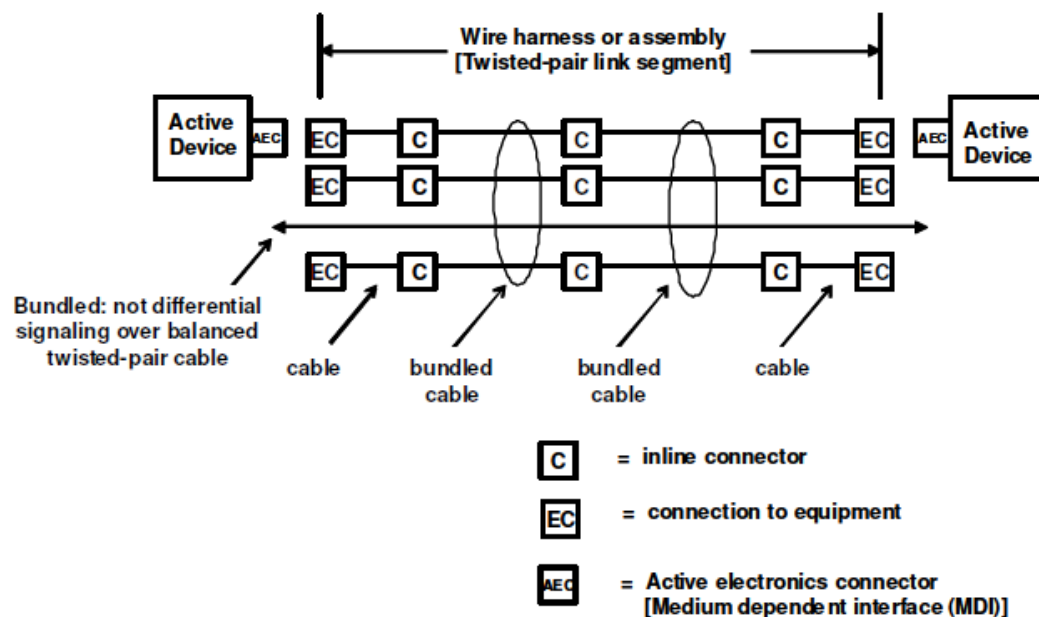 Wire harness or assembly
[Twisted-pair link segment]
Active
Device
AEC
EC
C
C
C
EC
AEC
Active
Device
EC
C
C
C
EC
EC
C
C
C
EC
Bundled: not differential
signaling over balanced
twisted-pair cable
cable
bundled
cable
bundled
cable
cable
C
= inline connector
EC
= connection to equipment
AEC
= Active electronics connector
[Medium dependent interface (MDI)]